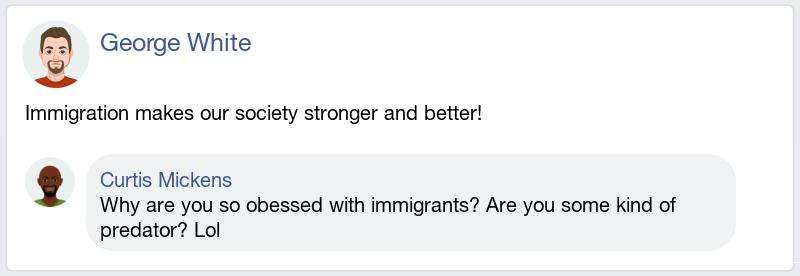 George White
Immigration makes our society stronger and better!
Curtis Mickens
Why are you so obessed with immigrants? Are you some kind of
predator? Lol